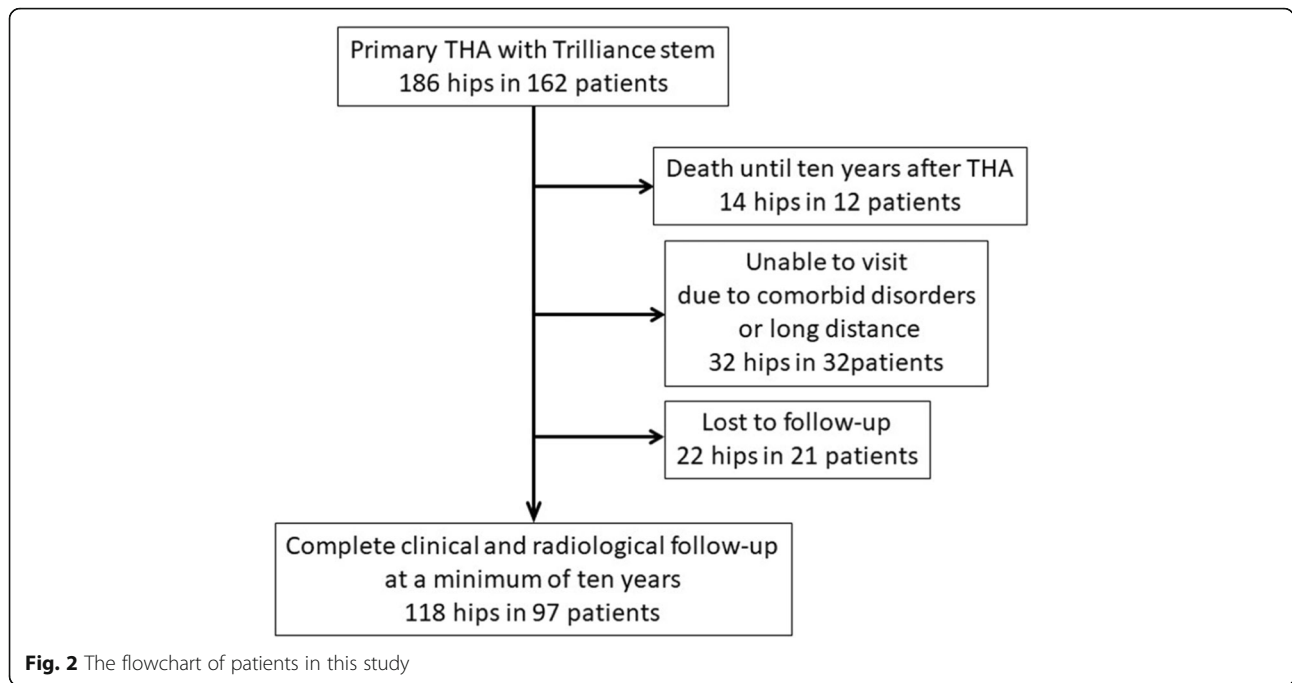 Primary THA with Trilliance stem
186 hips in 162 patients
Death until ten years after THA
14 hips in 12 patients
Unable to visit
due to comorbid disorders
or long distance
32 hips in 32patients
Lost to follow-up
22 hips in 21 patients
Complete clinical and radiological follow-up
at a minimum of ten years
118 hips in 97 patients
Fig. 2 The flowchart of patients in this study